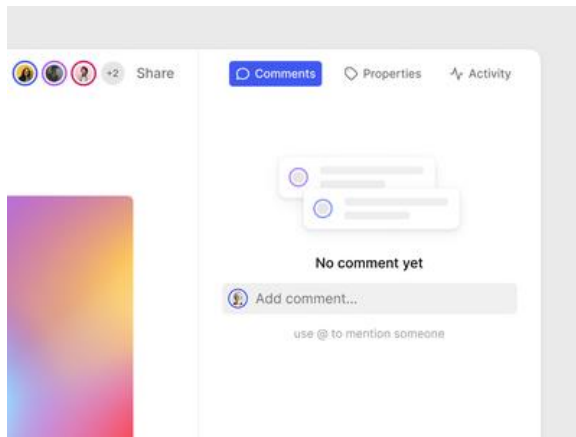 +2 Share
Comments Properties Activity
No comment yet
Add comment...
use @ to mention someone